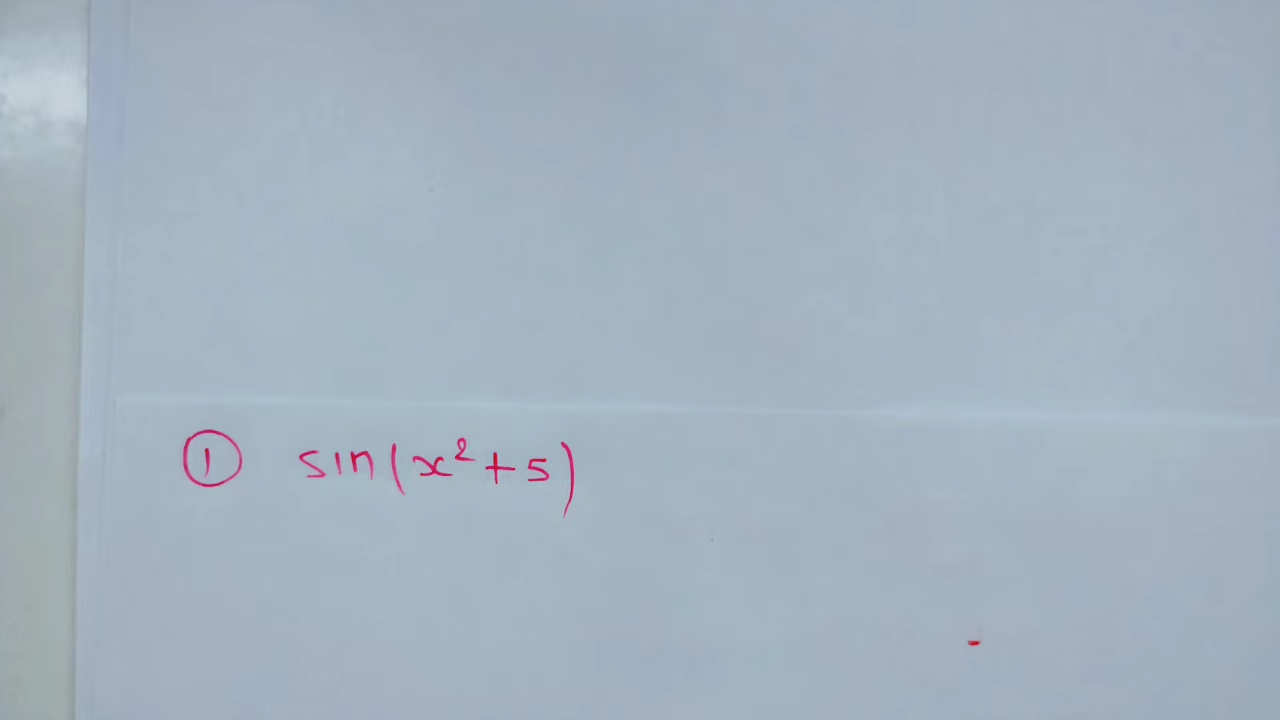 ① sin(x²+5)